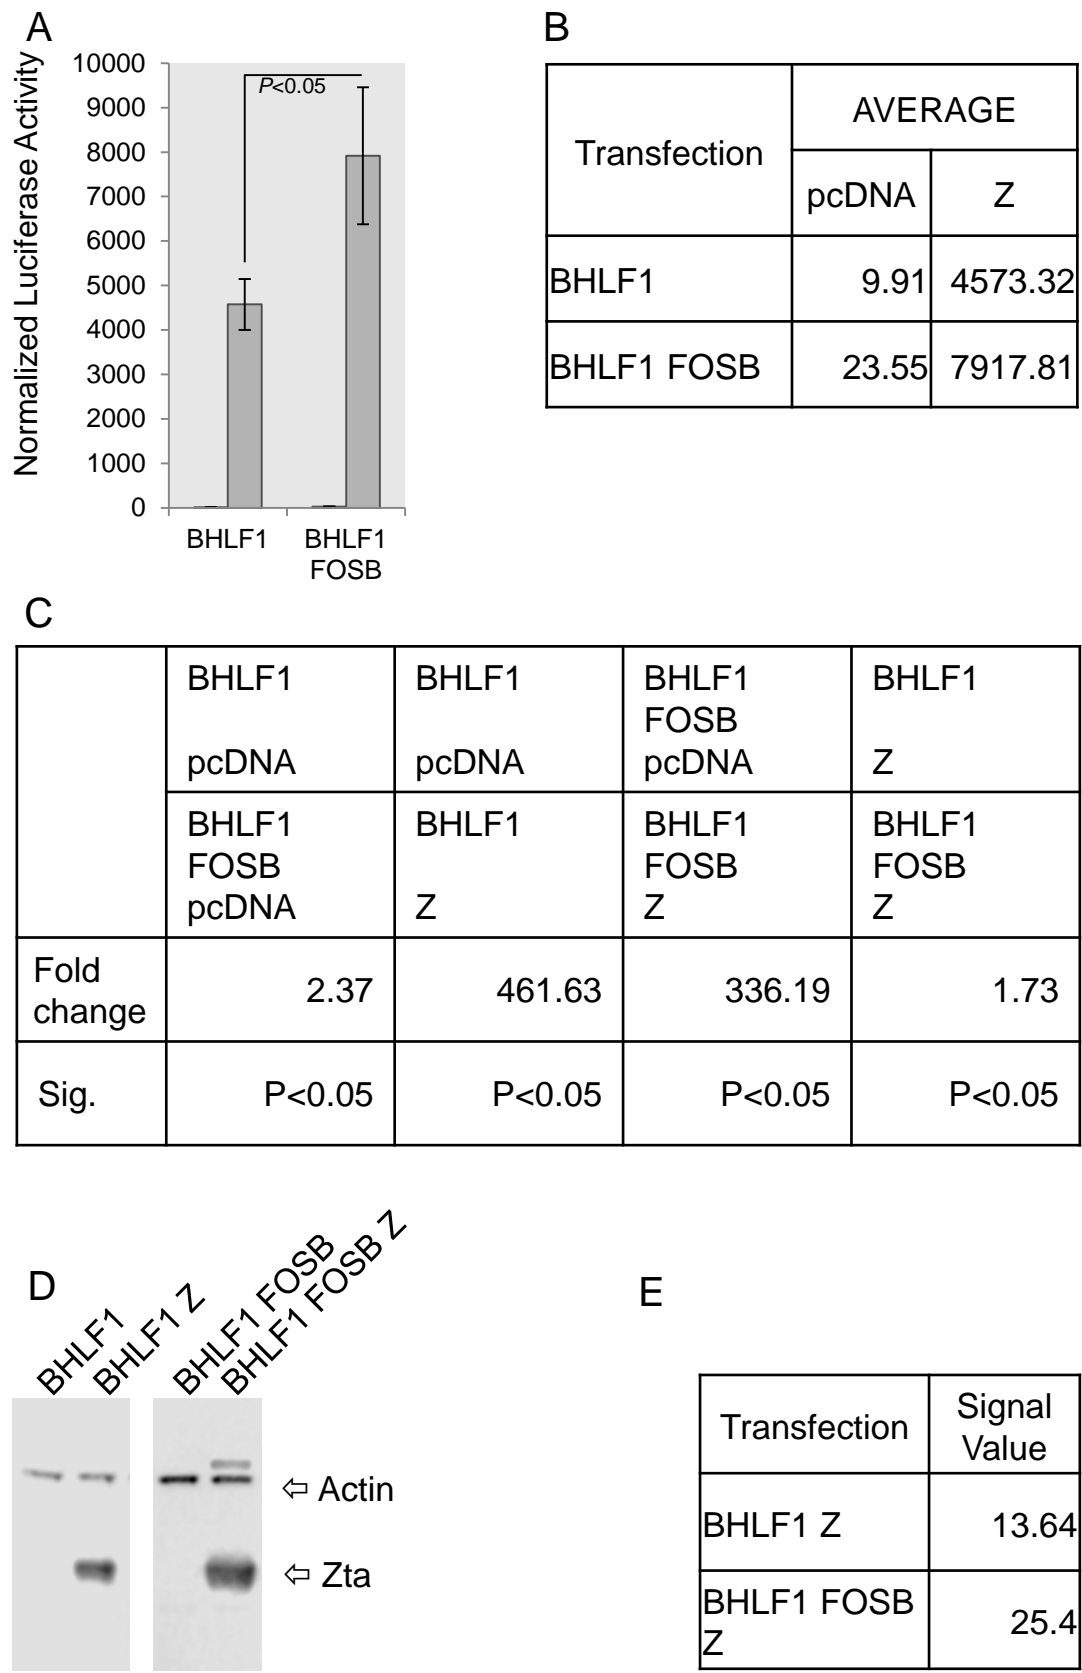 A
Normalized Luciferase Activity
10000
9000
8000
7000
6000
5000
4000
3000
2000
1000
0
P<0.05
BHLF1
BHLF1
FOSB
B
Transfection
AVERAGE
pcDNA
Z
BHLF1
9.91
4573.32
BHLF1 FOSB
23.55
7917.81
C
BHLF1
pcDNA
BHLF1
pcDNA
BHLF1
FOSB
pcDNA
BHLF1
Z
BHLF1
FOSB
pcDNA
BHLF1
Z
BHLF1
FOSB
Z
BHLF1
FOSB
Z
Fold
change
2.37
461.63
336.19
1.73
Sig.
P<0.05
P<0.05
P<0.05
P<0.05
D
BHLF1
BHLF1 Z
BHLF1 FOSB
BHLF1 FOSB Z
⇦ Actin
⇦ Zta
E
Transfection
Signal
Value
BHLF1 Z
13.64
BHLF1 FOSB
Z
25.4